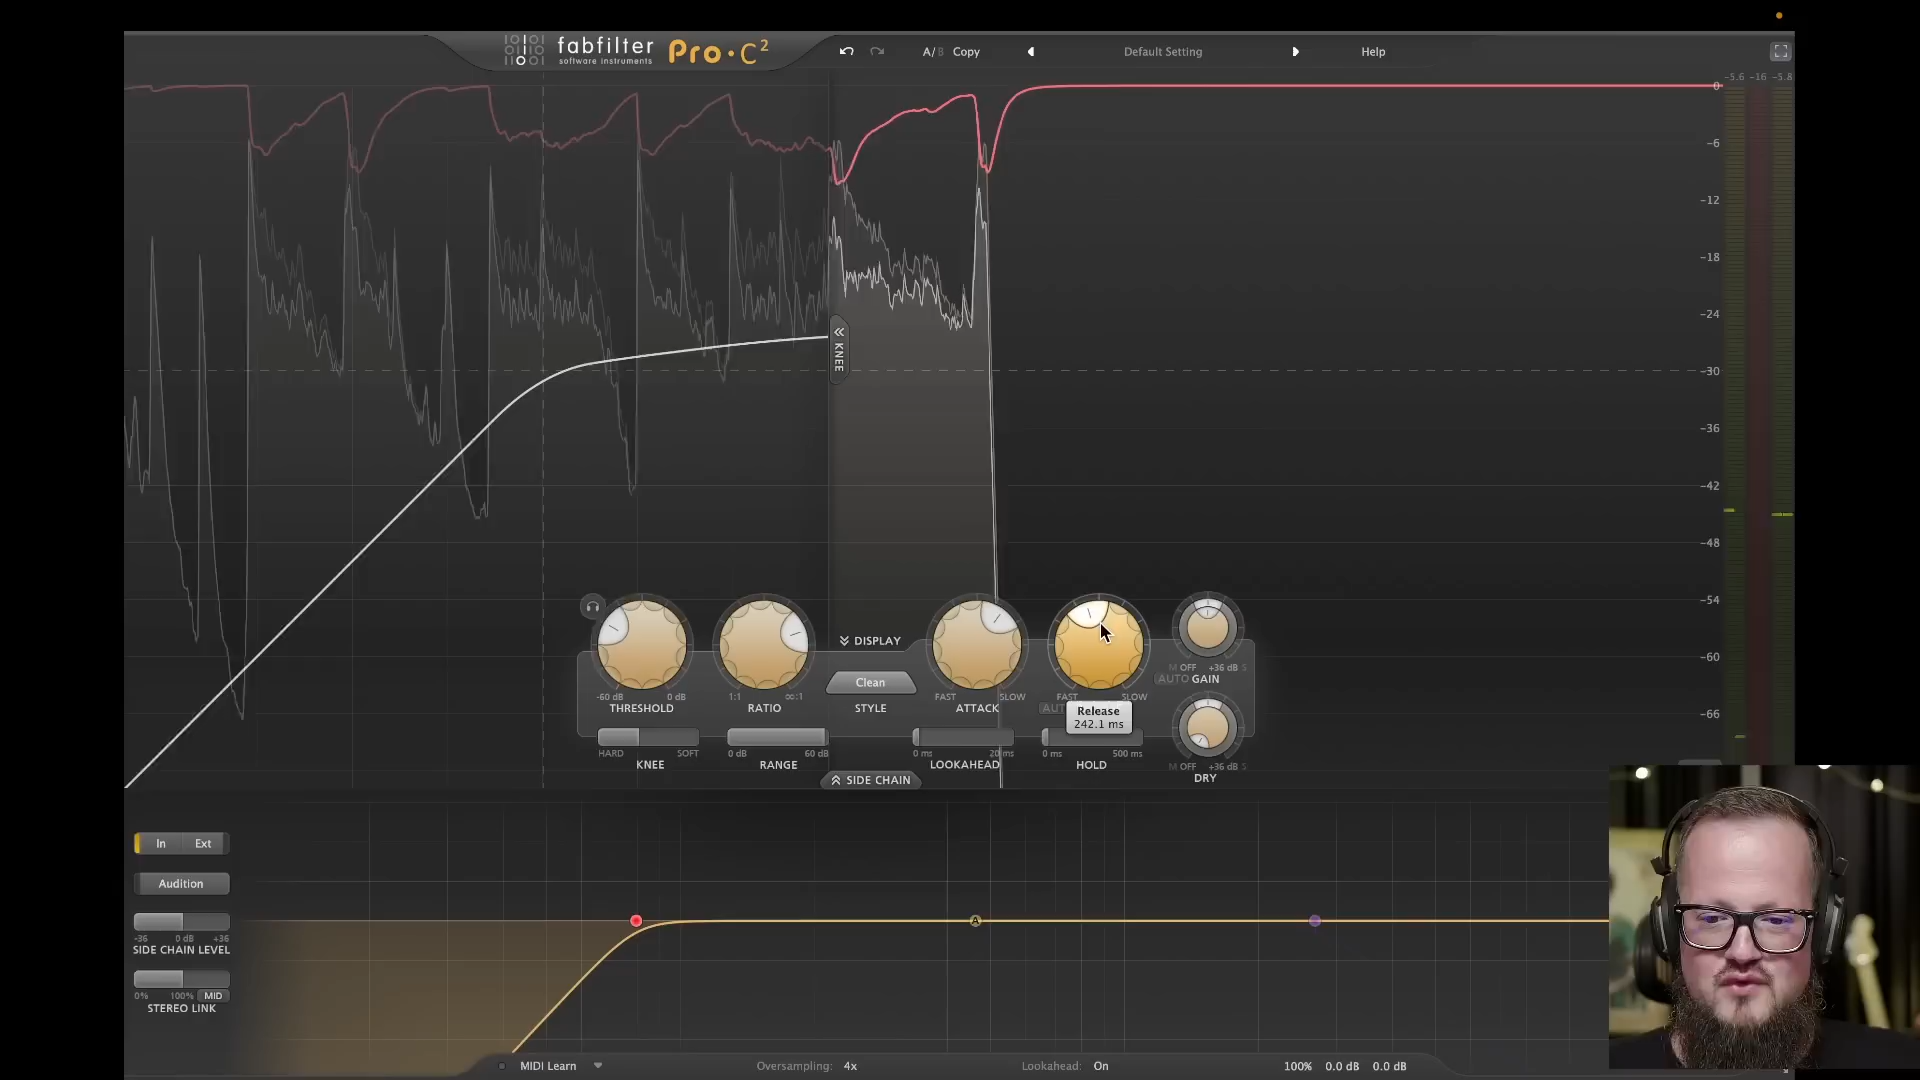 fabfilter
software instruments
Pro·C²
A/B Copy
Default Setting
Help
-5.6 -16 -5.8
0
-6
-12
-18
-24
-30
-36
-42
-48
-54
-60
-66
KNEE
DISPLAY
Clean
STYLE
-60 dB 0 dB
THRESHOLD
1:1 ∞:1
RATIO
FAST SLOW
ATTACK
FAST SLOW
Release
242.1 ms
M OFF +36 dB S
AUTO GAIN
HARD SOFT
KNEE
0 dB 60 dB
RANGE
0 ms 20 ms
LOOKAHEAD
0 ms 500 ms
HOLD
M OFF +36 dB S
DRY
SIDE CHAIN
In Ext
Audition
-36 0 dB +36
SIDE CHAIN LEVEL
0% 100% MID
STEREO LINK
A
MIDI Learn
Oversampling: 4x
Lookahead: On
100% 0.0 dB 0.0 dB